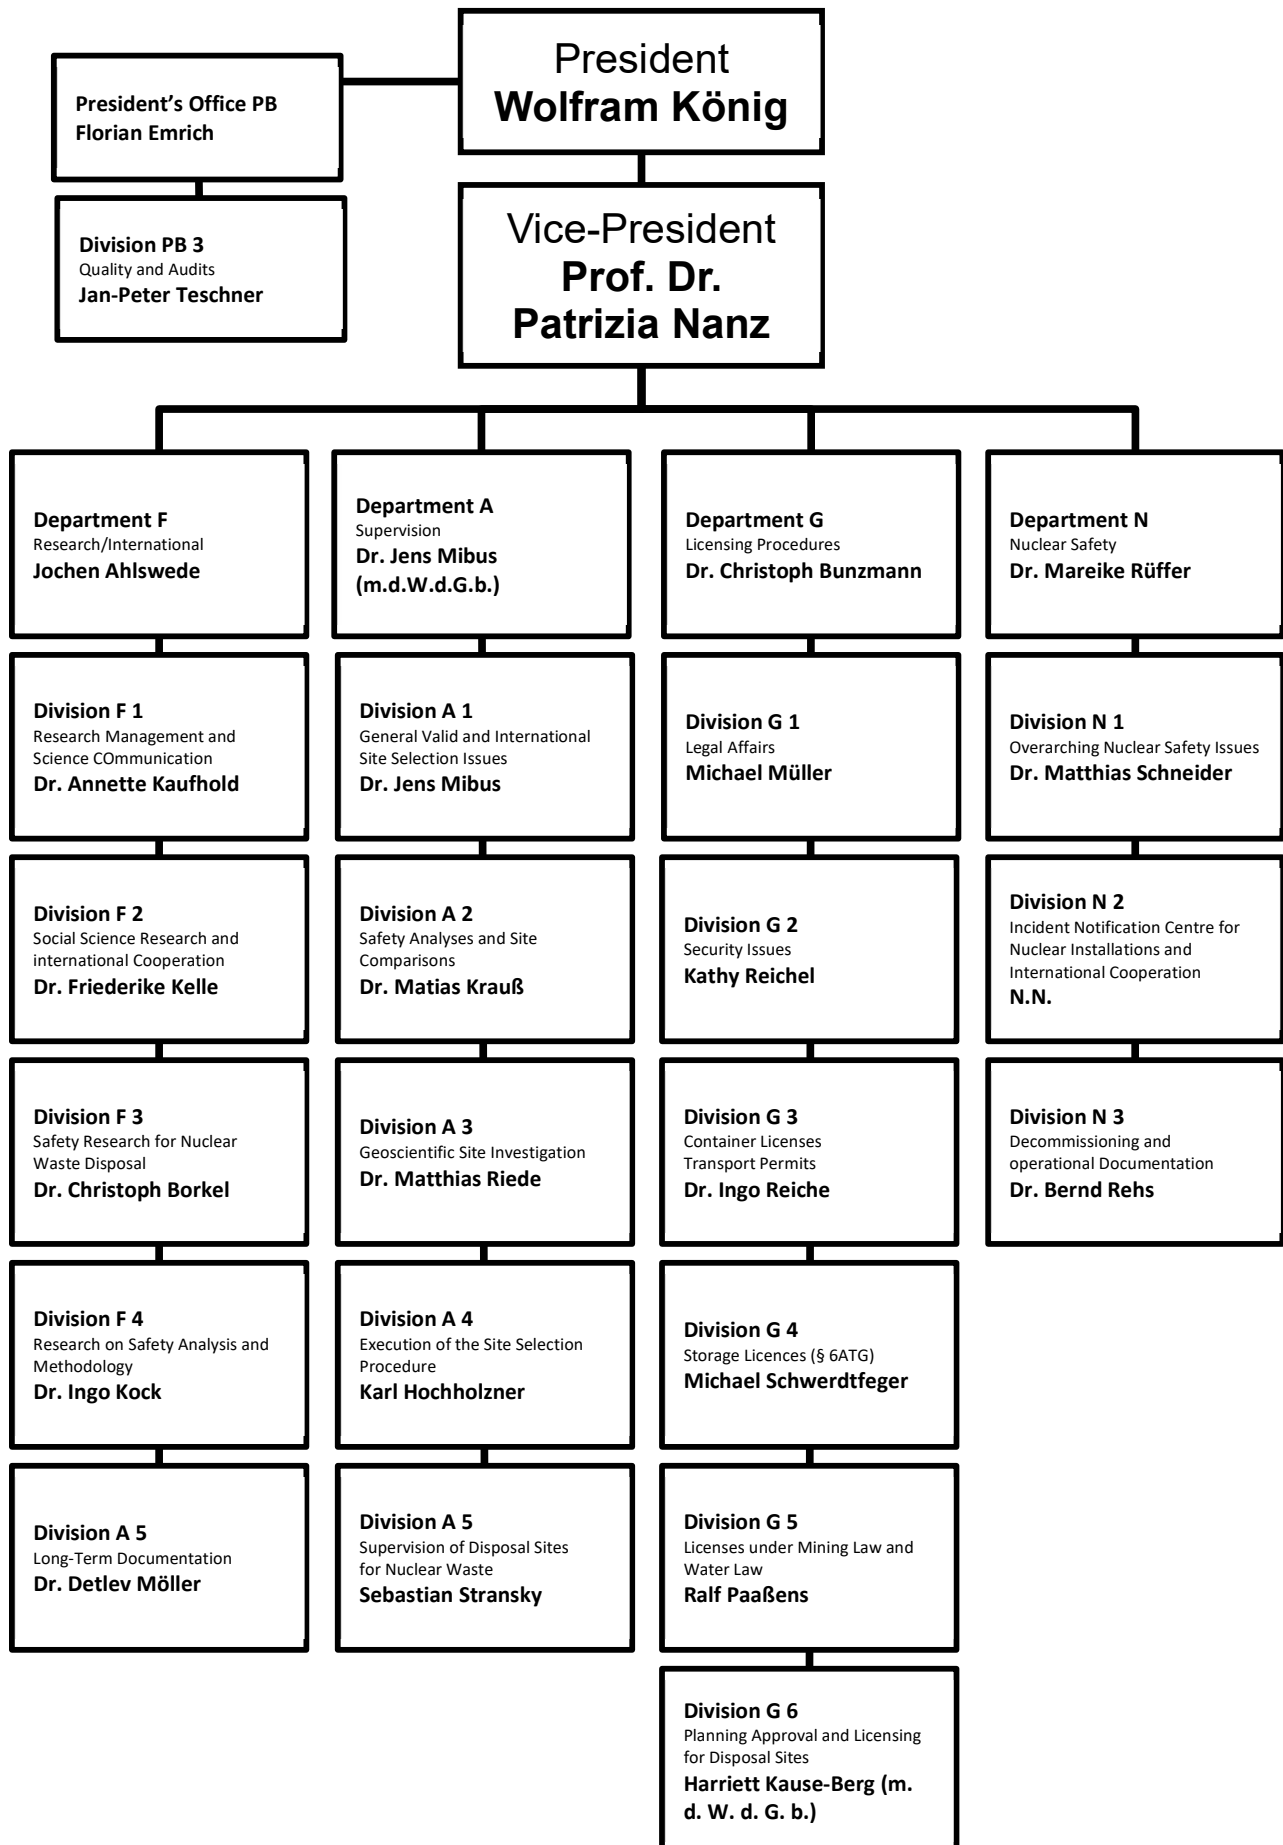 President
Wolfram König
President's Office PB
Florian Emrich
Division PB 3
Quality and Audits
Jan-Peter Teschner
Vice-President
Prof. Dr.
Patrizia Nanz
Department F
Research/International
Jochen Ahlswede
Division F 1
Research Management and
Science COmmunication
Dr. Annette Kaufhold
Division F 2
Social Science Research and
international Cooperation
Dr. Friederike Kelle
Division F 3
Safety Research for Nuclear
Waste Disposal
Dr. Christoph Borkel
Division F 4
Research on Safety Analysis and
Methodology
Dr. Ingo Kock
Division A 5
Long-Term Documentation
Dr. Detlev Möller
Department A
Supervision
Dr. Jens Mibus
(m.d.W.d.G.b.)
Division A 1
General Valid and International
Site Selection Issues
Dr. Jens Mibus
Division A 2
Safety Analyses and Site
Comparisons
Dr. Matias Krauß
Division A 3
Geoscientific Site Investigation
Dr. Matthias Riede
Division A 4
Execution of the Site Selection
Procedure
Karl Hochholzner
Division A 5
Supervision of Disposal Sites
for Nuclear Waste
Sebastian Stransky
Department G
Licensing Procedures
Dr. Christoph Bunzmann
Division G 1
Legal Affairs
Michael Müller
Division G 2
Security Issues
Kathy Reichel
Division G 3
Container Licenses
Transport Permits
Dr. Ingo Reiche
Division G 4
Storage Licences (§ 6ATG)
Michael Schwerdtfeger
Division G 5
Licenses under Mining Law and
Water Law
Ralf Paaßens
Division G 6
Planning Approval and Licensing
for Disposal Sites
Harriett Kause-Berg (m.
d. W. d. G. b.)
Department N
Nuclear Safety
Dr. Mareike Rüffer
Division N 1
Overarching Nuclear Safety Issues
Dr. Matthias Schneider
Division N 2
Incident Notification Centre for
Nuclear Installations and
International Cooperation
N.N.
Division N 3
Decommissioning and
operational Documentation
Dr. Bernd Rehs